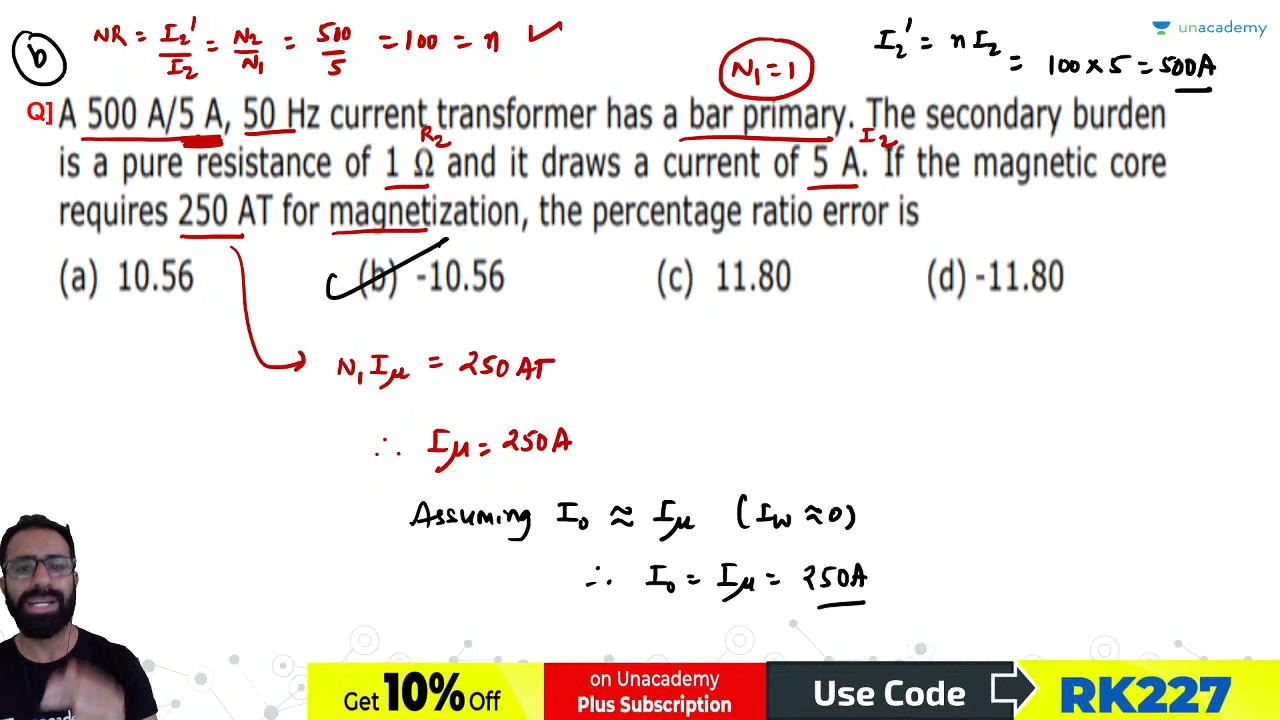 b
NR = I2'/I2 = N2/N1 = 500/5 = 100 = n ✓
I2' = n I2
= 100 × 5 = 500A
unacademy
N1 = 1
Q] A 500 A/5 A, 50 Hz current transformer has a bar primary. The secondary burden
R2 I2
is a pure resistance of 1 Ω and it draws a current of 5 A. If the magnetic core
requires 250 AT for magnetization, the percentage ratio error is
(a) 10.56 (b) -10.56 (c) 11.80 (d) -11.80
N1 Iμ = 250 AT
∴ Iμ = 250A
Assuming I0 ≈ Iμ (Iw ≈ 0)
∴ I0 = Iμ = 250A
Get 10% Off
on Unacademy
Plus Subscription
Use Code
RK227